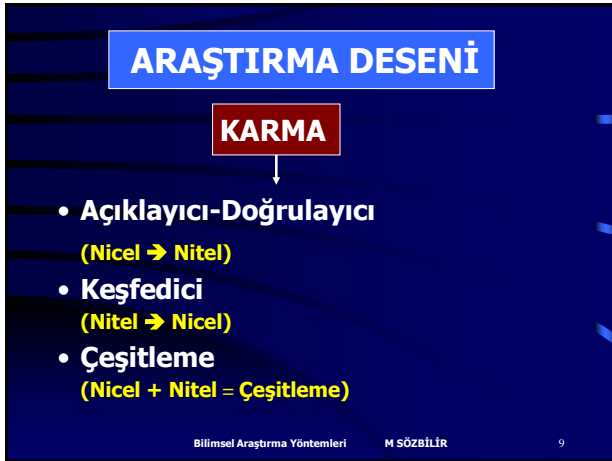 ARAŞTIRMA DESENİ
KARMA
• Açıklayıcı-Doğrulayıcı
(Nicel ➔ Nitel)
• Keşfedici
(Nitel ➔ Nicel)
• Çeşitleme
(Nicel + Nitel = Çeşitleme)
Bilimsel Araştırma Yöntemleri M SÖZBİLİR 9